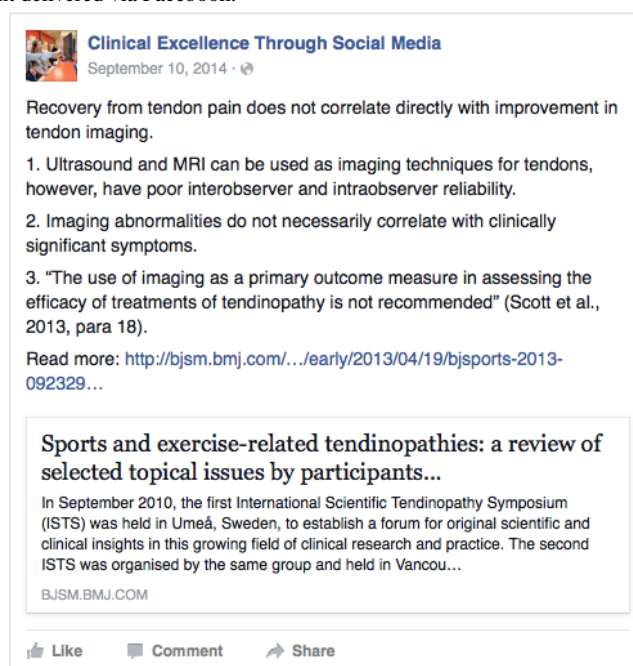 delivered via Facebook.
Clinical Excellence Through Social Media
September 10, 2014 ·
Recovery from tendon pain does not correlate directly with improvement in
tendon imaging.
1. Ultrasound and MRI can be used as imaging techniques for tendons,
however, have poor interobserver and intraobserver reliability.
2. Imaging abnormalities do not necessarily correlate with clinically
significant symptoms.
3. “The use of imaging as a primary outcome measure in assessing the
efficacy of treatments of tendinopathy is not recommended” (Scott et al.,
2013, para 18).
Read more: http://bjsm.bmj.com/.../early/2013/04/19/bjsports-2013-
092329...
Sports and exercise-related tendinopathies: a review of
selected topical issues by participants...
In September 2010, the first International Scientific Tendinopathy Symposium
(ISTS) was held in Umeå, Sweden, to establish a forum for original scientific and
clinical insights in this growing field of clinical research and practice. The second
ISTS was organised by the same group and held in Vancou...
BJSM.BMJ.COM
Like Comment Share